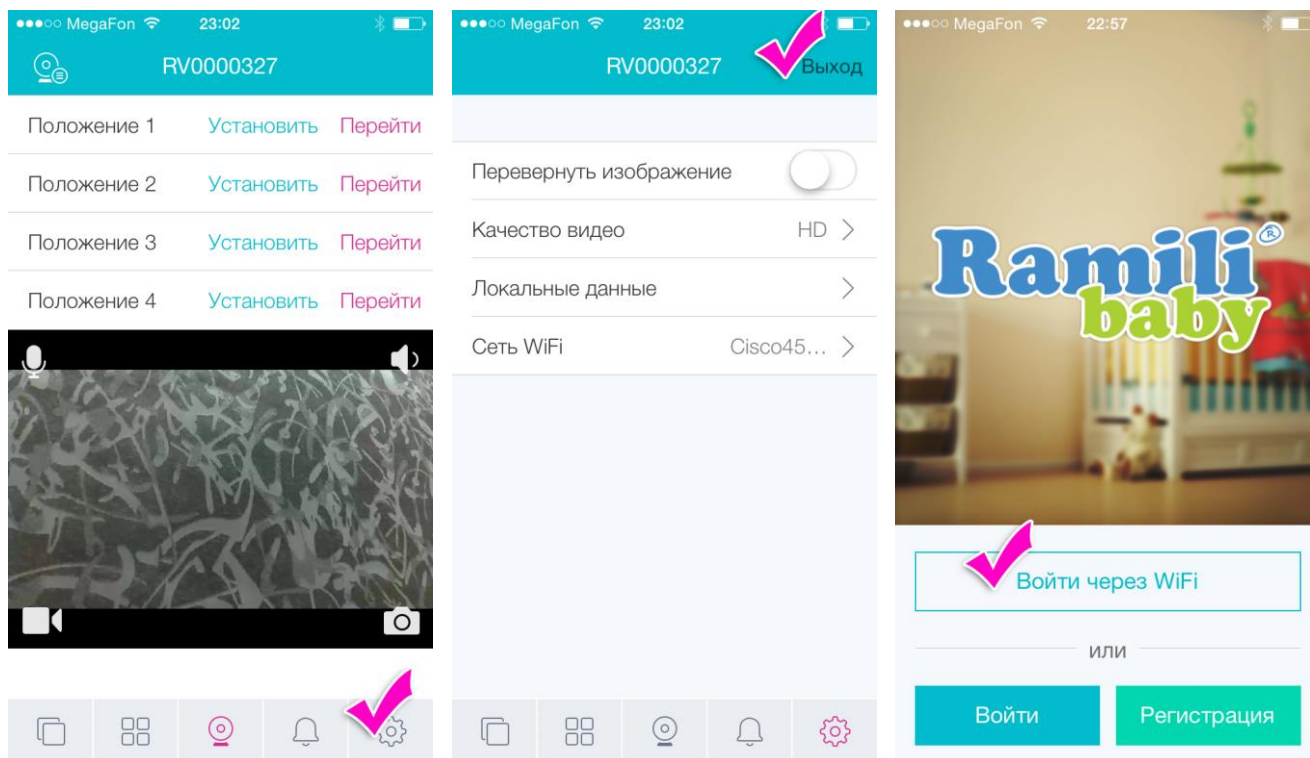 MegaFon 23:02
RV0000327
Положение 1 Установить Перейти
Положение 2 Установить Перейти
Положение 3 Установить Перейти
Положение 4 Установить Перейти
MegaFon 23:02
RV0000327 Выход
Перевернуть изображение
Качество видео HD
Локальные данные
Сеть WiFi Cisco45...
MegaFon 22:57
Ramili®
baby
Войти через WiFi
или
Войти Регистрация